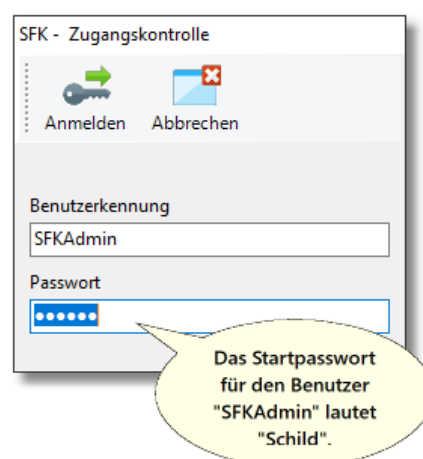 SFK - Zugangskontrolle
Anmelden Abbrechen
Benutzerkennung
SFKAdmin
Passwort
••••••
Das Startpasswort
für den Benutzer
"SFKAdmin" lautet
"Schild".